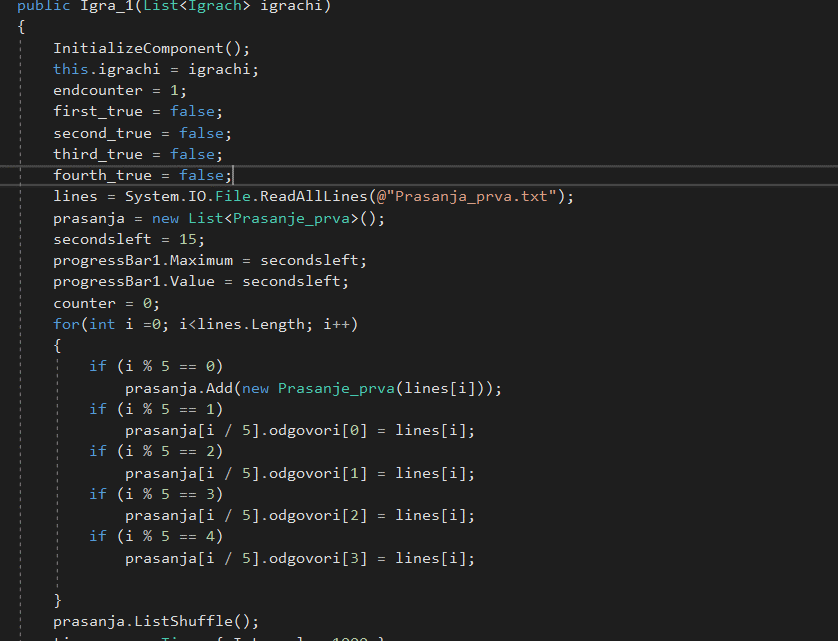 public Igra_1(List<Igrach> igrachi)
{
InitializeComponent();
this.igrachi = igrachi;
endcounter = 1;
first_true = false;
second_true = false;
third_true = false;
fourth_true = false;
lines = System.IO.File.ReadAllLines(@"Prasanja_prva.txt");
prasanja = new List<Prasanje_prva>();
secondsleft = 15;
progressBar1.Maximum = secondsleft;
progressBar1.Value = secondsleft;
counter = 0;
for(int i =0; i<lines.Length; i++)
{
if (i % 5 == 0)
prasanja.Add(new Prasanje_prva(lines[i]));
if (i % 5 == 1)
prasanja[i / 5].odgovori[0] = lines[i];
if (i % 5 == 2)
prasanja[i / 5].odgovori[1] = lines[i];
if (i % 5 == 3)
prasanja[i / 5].odgovori[2] = lines[i];
if (i % 5 == 4)
prasanja[i / 5].odgovori[3] = lines[i];
}
prasanja.ListShuffle();